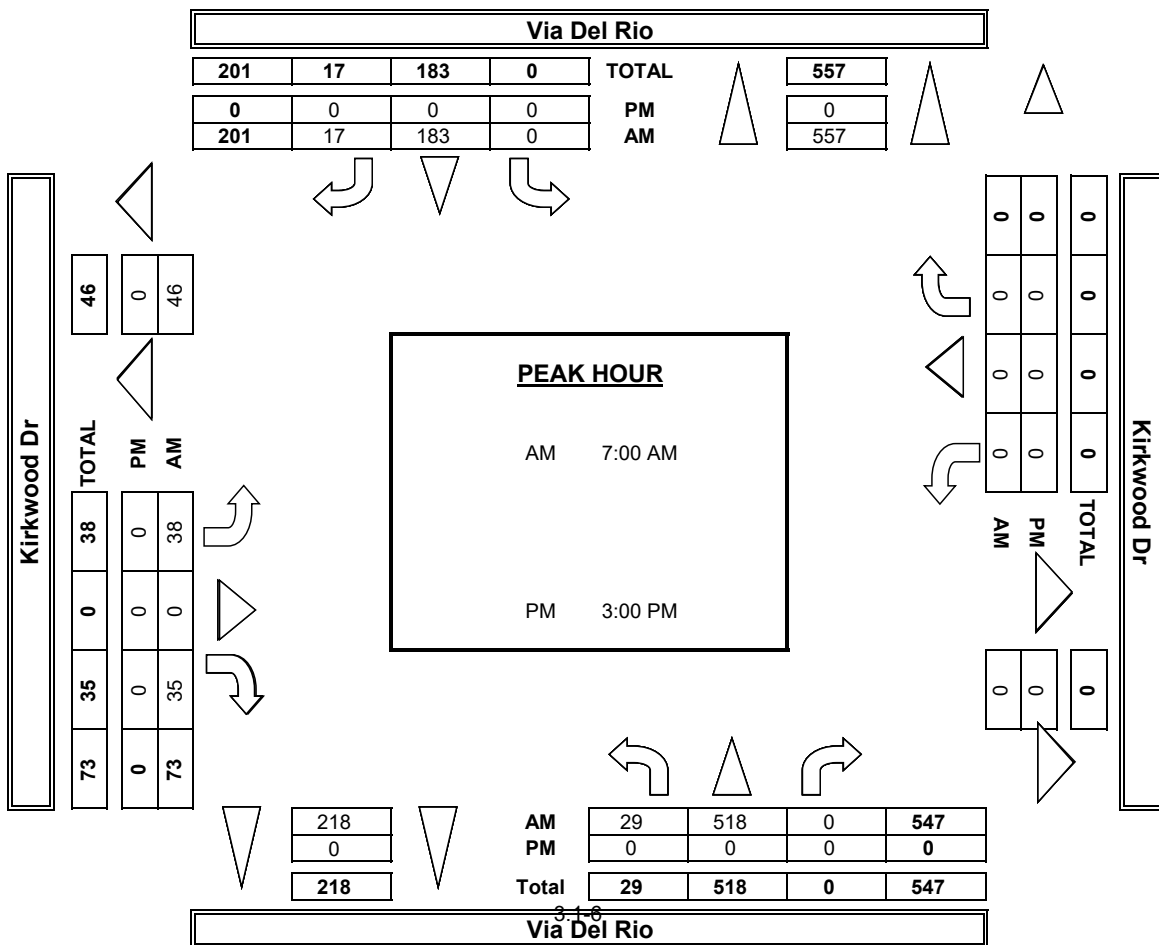 Via Del Rio
201 17 183 0 TOTAL 557
0 0 0 0 PM 0
201 17 183 0 AM 557
Kirkwood Dr
46 0 46
TOTAL PM AM
38 0 38
0 0 0
35 0 35
73 0 73
PEAK HOUR
AM 7:00 AM
PM 3:00 PM
0 0 0
0 0 0
0 0 0
0 0 0
AM PM TOTAL
0 0 0
Kirkwood Dr
218 AM 29 518 0 547
0 PM 0 0 0 0
218 Total 29 518 0 547
3.1-6
Via Del Rio